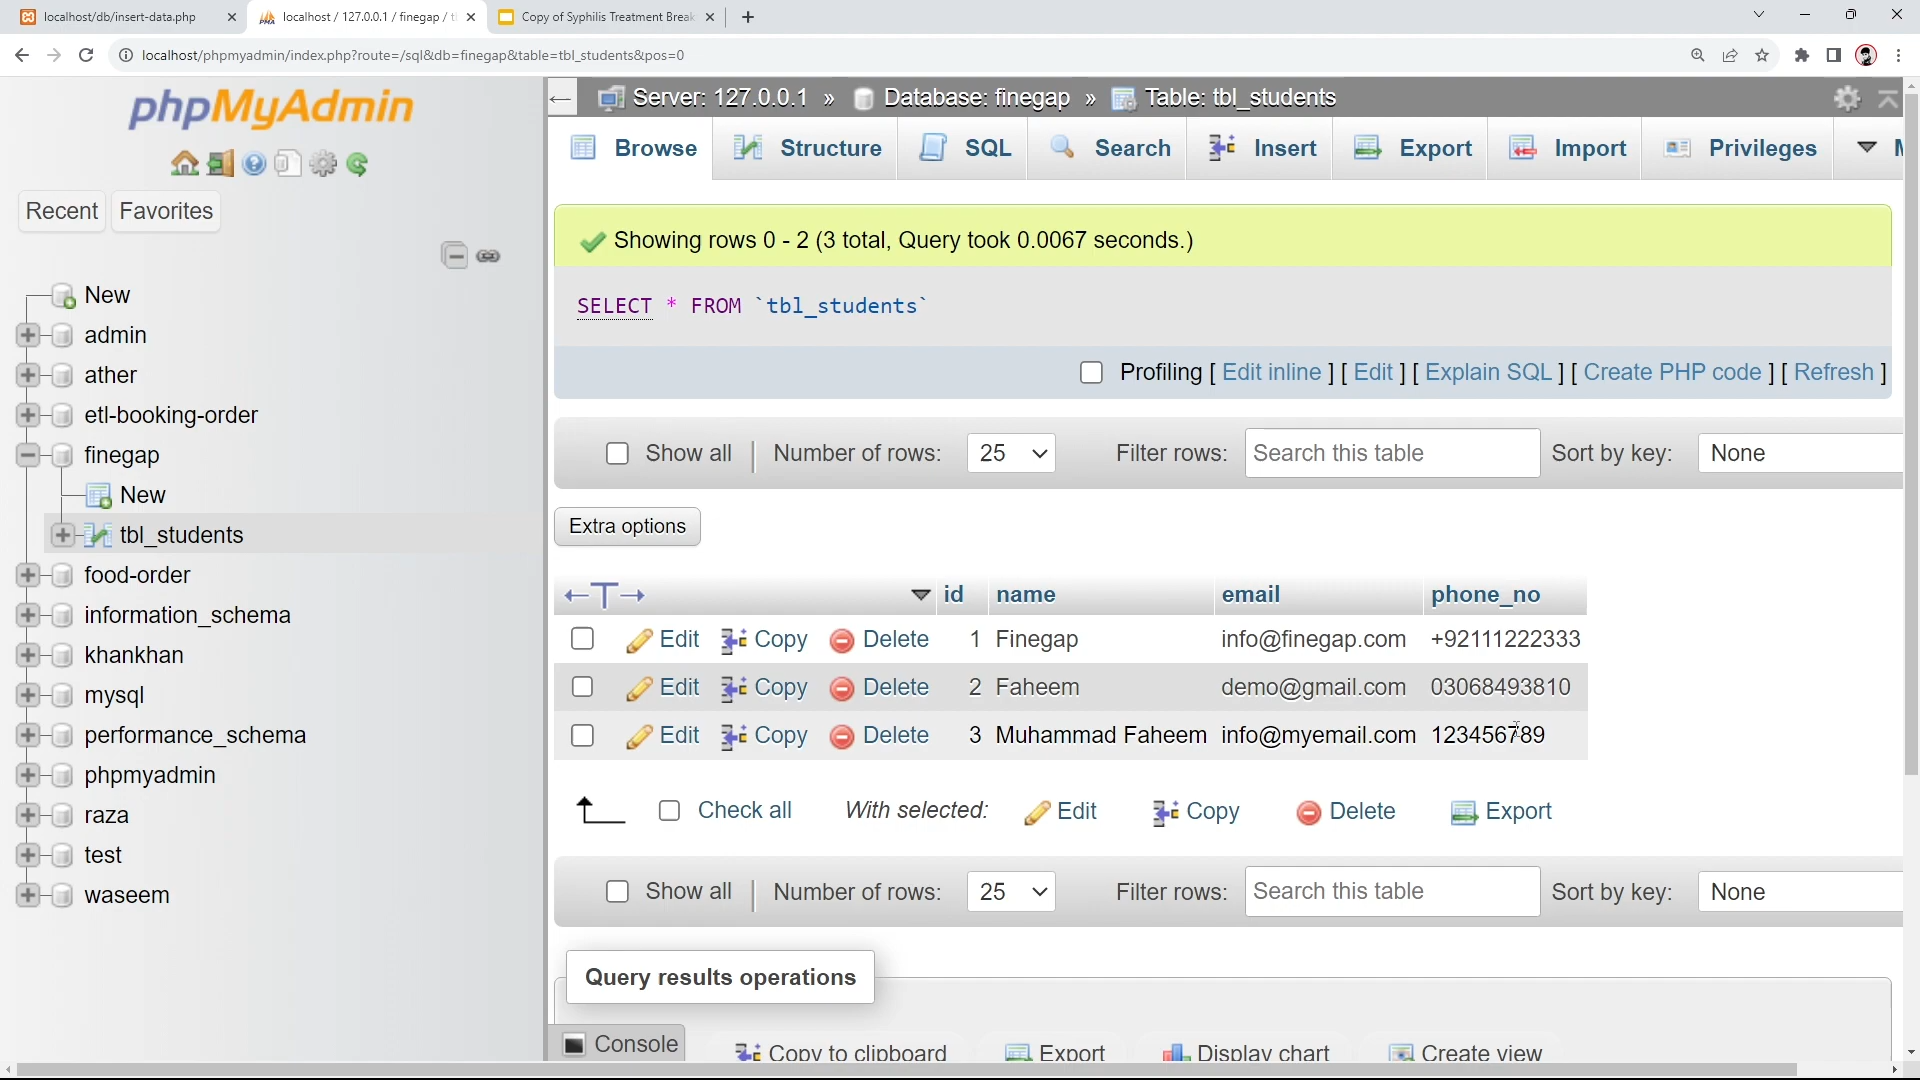 localhost/db/insert-data.php
localhost / 127.0.0.1 / finegap / t
Copy of Syphilis Treatment Break
localhost/phpmyadmin/index.php?route=/sql&db=finegap&table=tbl_students&pos=0
phpMyAdmin
Recent Favorites
New
admin
ather
etl-booking-order
finegap
New
tbl_students
food-order
information_schema
khankhan
mysql
performance_schema
phpmyadmin
raza
test
waseem
Server: 127.0.0.1 » Database: finegap » Table: tbl_students
Browse Structure SQL Search Insert Export Import Privileges
Showing rows 0 - 2 (3 total, Query took 0.0067 seconds.)
SELECT * FROM `tbl_students`
Profiling [ Edit inline ] [ Edit ] [ Explain SQL ] [ Create PHP code ] [ Refresh ]
Show all | Number of rows: 25 Filter rows: Search this table Sort by key: None
Extra options
←T→ id name email phone_no
Edit Copy Delete 1 Finegap info@finegap.com +92111222333
Edit Copy Delete 2 Faheem demo@gmail.com 03068493810
Edit Copy Delete 3 Muhammad Faheem info@myemail.com 123456789
Check all With selected: Edit Copy Delete Export
Show all | Number of rows: 25 Filter rows: Search this table Sort by key: None
Query results operations
Console
Copy to clipboard Export Display chart Create view